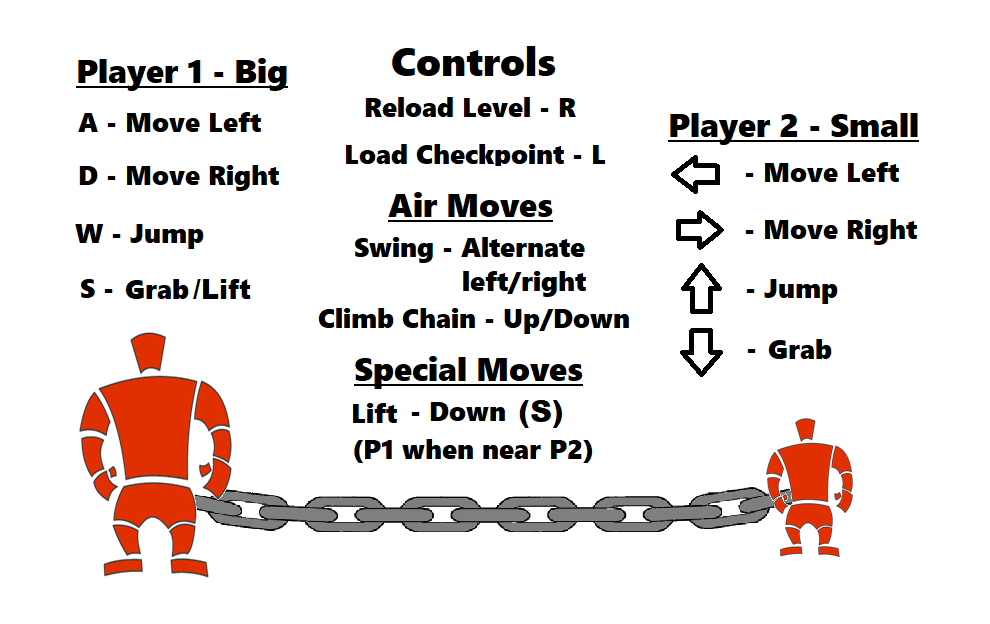 Player 1 - Big
A - Move Left
D - Move Right
W - Jump
S - Grab/Lift
Controls
Reload Level - R
Load Checkpoint - L
Air Moves
Swing - Alternate
left/right
Climb Chain - Up/Down
Special Moves
Lift - Down (S)
(P1 when near P2)
Player 2 - Small
- Move Left
- Move Right
- Jump
- Grab